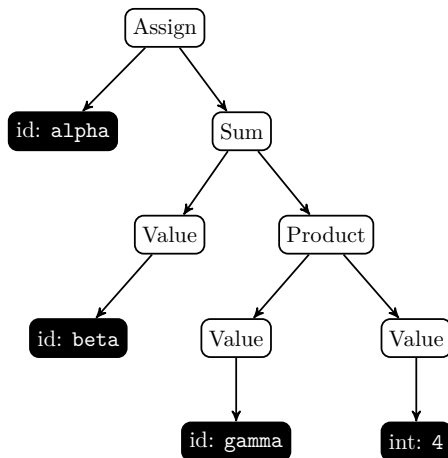 Assign
id: alpha
Sum
Value
Product
id: beta
Value
Value
id: gamma
int: 4